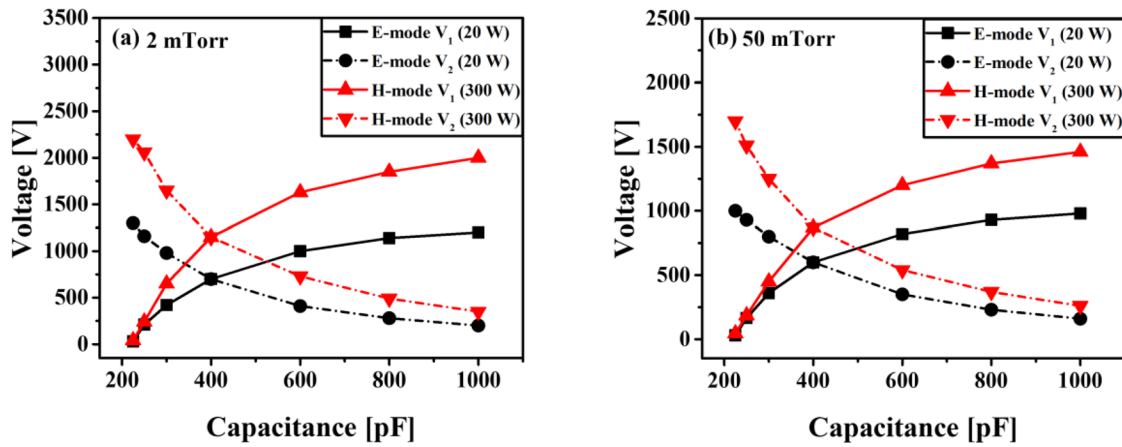 (a) 2 mTorr
E-mode V1 (20 W)
E-mode V2 (20 W)
H-mode V1 (300 W)
H-mode V2 (300 W)
3500
3000
2500
2000
1500
1000
500
0
Voltage [V]
200 400 600 800 1000
Capacitance [pF]
(b) 50 mTorr
E-mode V1 (20 W)
E-mode V2 (20 W)
H-mode V1 (300 W)
H-mode V2 (300 W)
2500
2000
1500
1000
500
0
Voltage [V]
200 400 600 800 1000
Capacitance [pF]